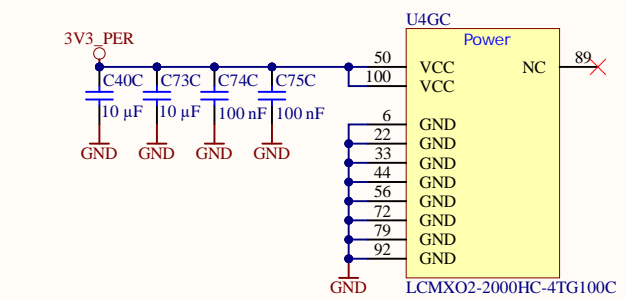 U4GC
3V3_PER
Power
50 VCC NC 89
100 VCC
C40C C73C C74C C75C
10 µF 10 µF 100 nF 100 nF
GND GND GND GND
6 GND
22 GND
33 GND
44 GND
56 GND
72 GND
79 GND
92 GND
GND
LCMXO2-2000HC-4TG100C